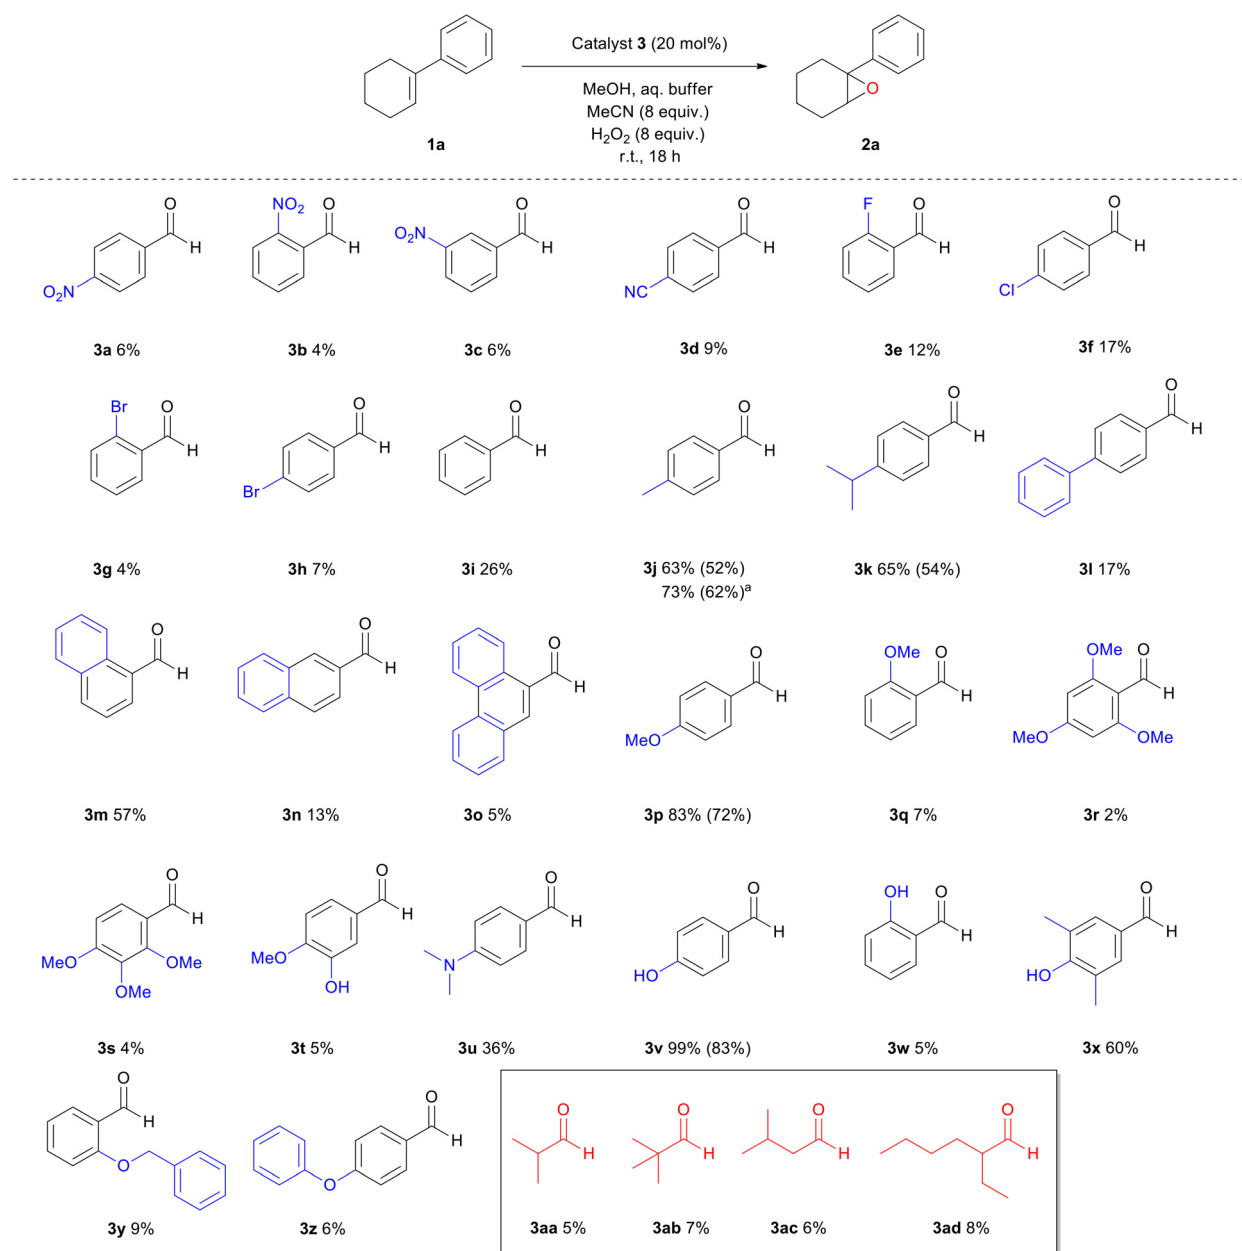 Catalyst 3 (20 mol%)
MeOH, aq. buffer
MeCN (8 equiv.)
H₂O₂ (8 equiv.)
r.t., 18 h
O
1a
2a
O₂N
O
H
3a 6%
NO₂
O
H
3b 4%
O₂N
O
H
3c 6%
NC
O
H
3d 9%
F
O
H
3e 12%
Cl
O
H
3f 17%
Br
O
H
3g 4%
Br
O
H
3h 7%
O
H
3i 26%
O
H
3j 63% (52%)
73% (62%)ᵃ
O
H
3k 65% (54%)
O
H
3l 17%
O
H
3m 57%
O
H
3n 13%
O
H
3o 5%
MeO
O
H
3p 83% (72%)
OMe
O
H
3q 7%
OMe
O
H
MeO
OMe
3r 2%
O
H
MeO
OMe
OMe
3s 4%
O
H
MeO
OH
3t 5%
O
H
N
3u 36%
O
H
HO
3v 99% (83%)
OH
O
H
3w 5%
O
H
HO
3x 60%
O
H
O
3y 9%
O
H
O
3z 6%
O
H
3aa 5%
O
H
3ab 7%
O
H
3ac 6%
O
H
3ad 8%